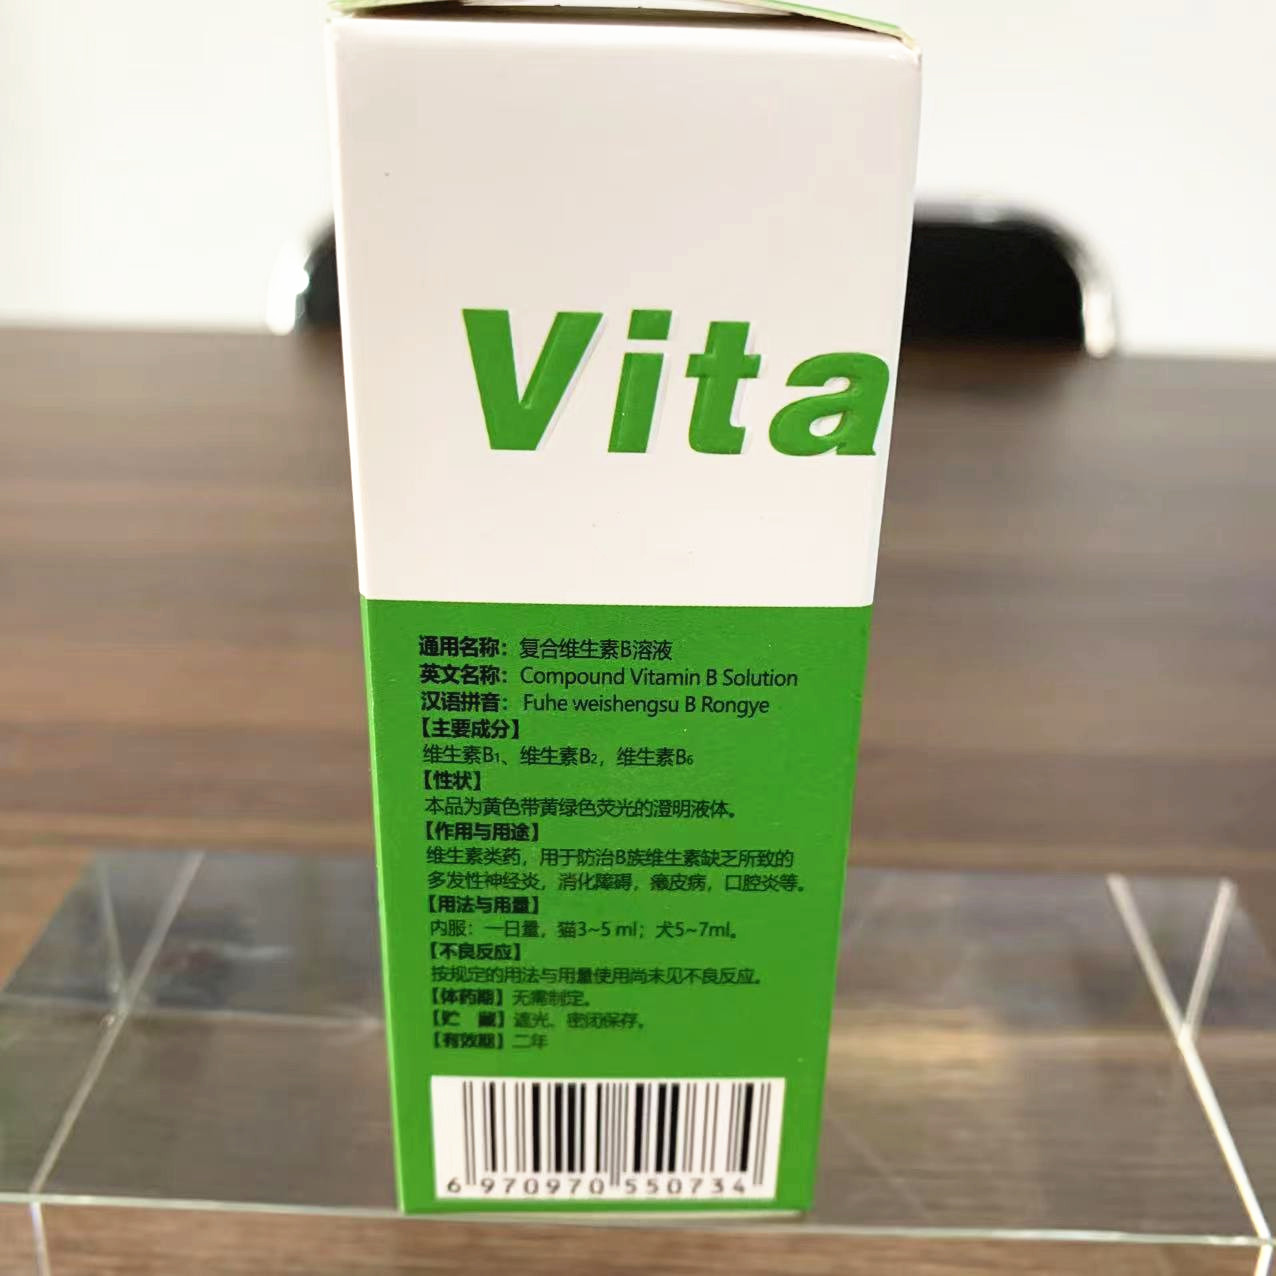 Vita
通用名称：复合维生素B溶液
英文名称：Compound Vitamin B Solution
汉语拼音：Fuhe weishengsu B Rongye
【主要成分】
维生素B₁、维生素B₂，维生素B₆
【性状】
本品为黄色带黄绿色荧光的澄明液体。
【作用与用途】
维生素类药，用于防治B族维生素缺乏所致的
多发性神经炎，消化障碍，癞皮病，口腔炎等。
【用法与用量】
内服：一日量，猫3~5 ml；犬5~7ml。
【不良反应】
按规定的用法与用量使用尚未见不良反应。
【体药期】无需制定。
【贮　藏】遮光、密闭保存。
【有效期】二年
6 970970 550734